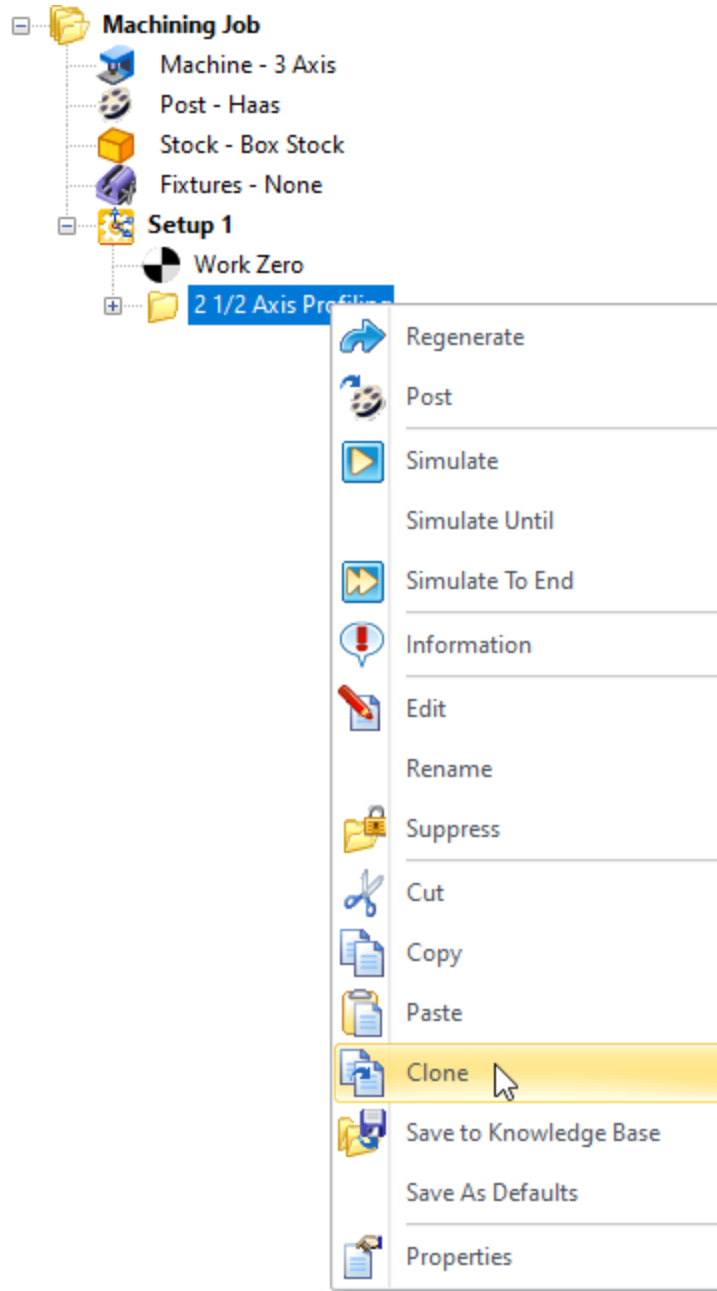 Machining Job
Machine - 3 Axis
Post - Haas
Stock - Box Stock
Fixtures - None
Setup 1
Work Zero
2 1/2 Axis Profiling
Regenerate
Post
Simulate
Simulate Until
Simulate To End
Information
Edit
Rename
Suppress
Cut
Copy
Paste
Clone
Save to Knowledge Base
Save As Defaults
Properties